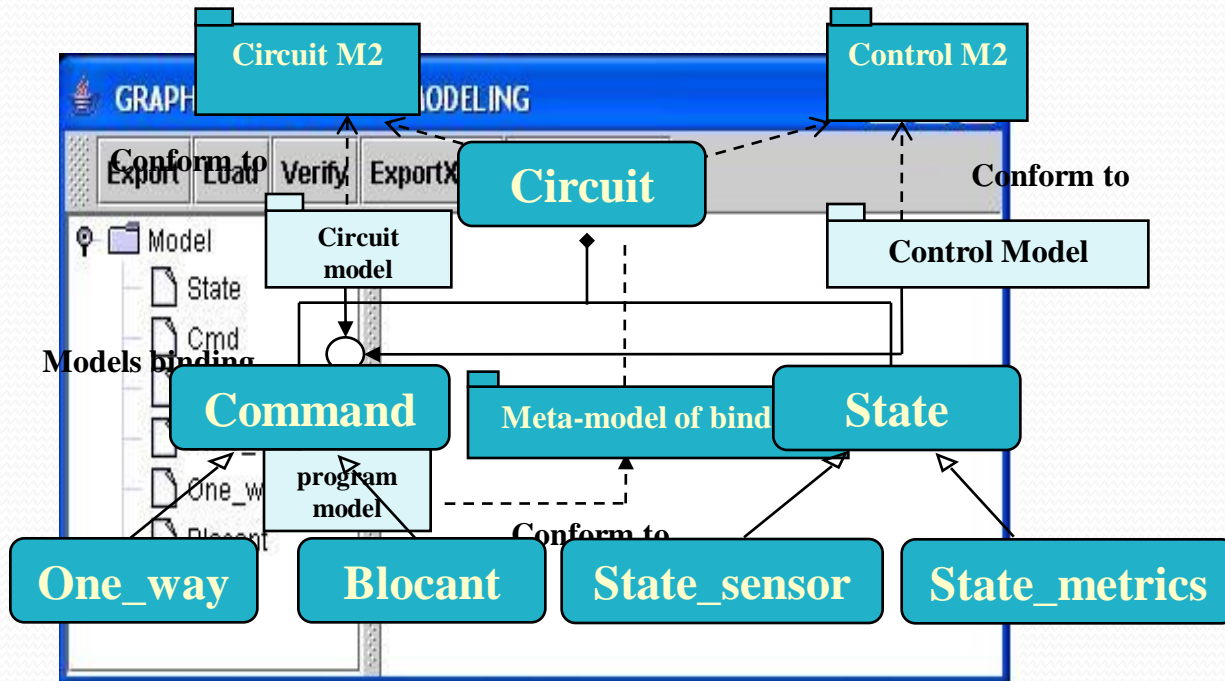 Circuit M2
Control M2
GRAPH
MODELING
Conform to
Export Load Verify ExportX
Circuit
Conform to
Model
Circuit
model
Control Model
State
Cmd
Models binding
Command
Meta-model of bind
State
One_w
program
model
Conform to
One_way
Blocant
State_sensor
State_metrics